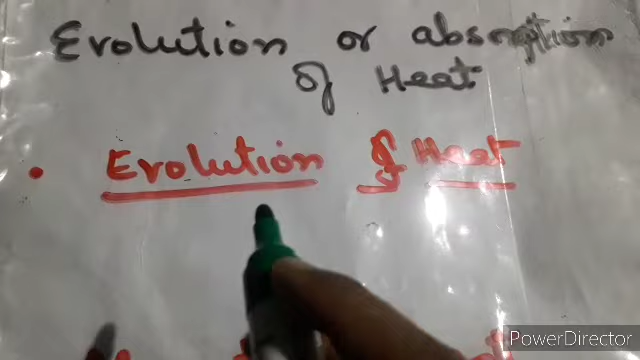 Evolution or absorption
of Heat
• Evolution of Heat
PowerDirector